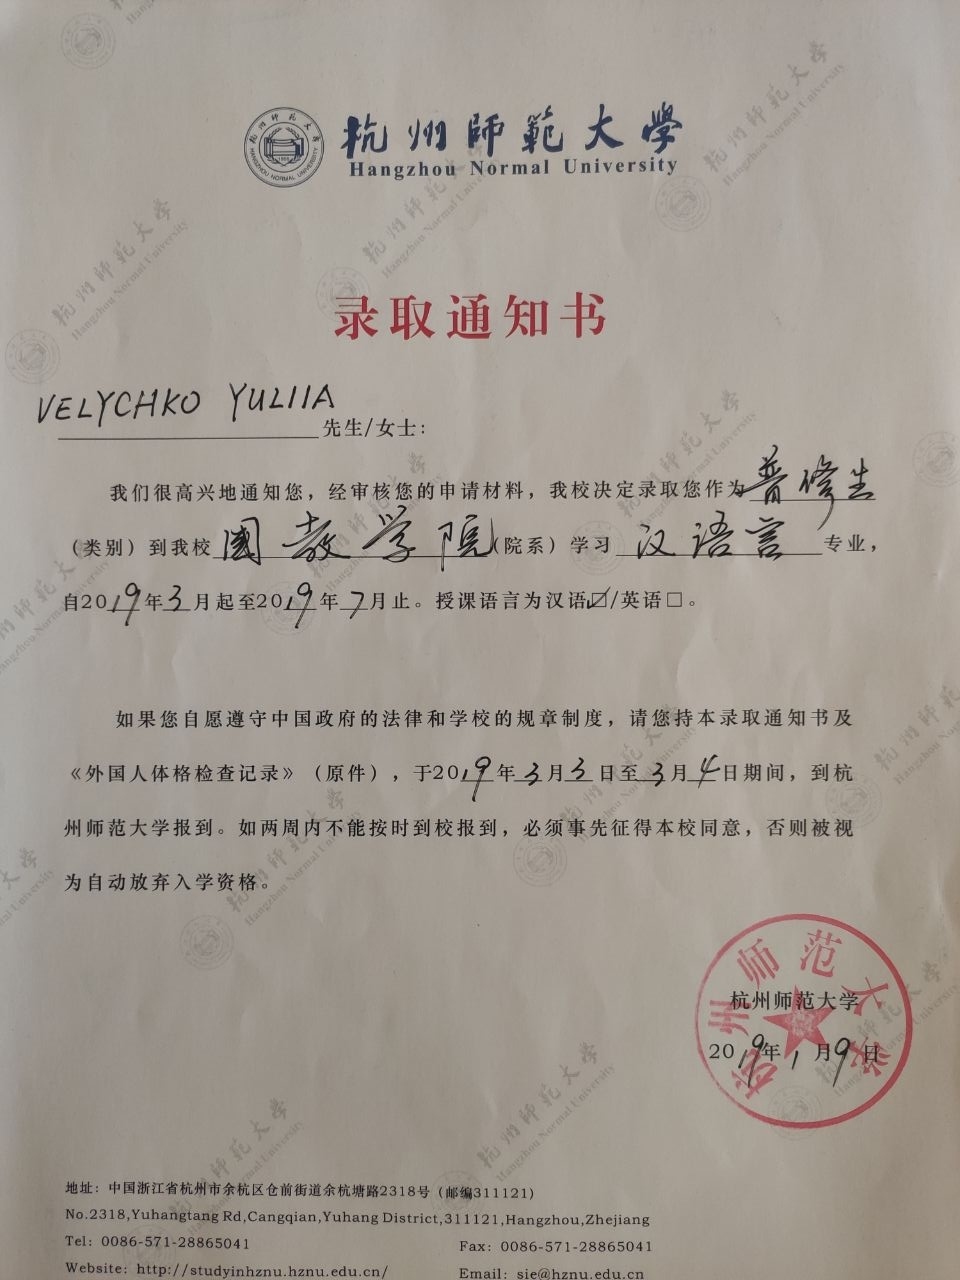 杭州師範大學
Hangzhou Normal University
录取通知书
VELYCHKO YULIIA
先生/女士：
我们很高兴地通知您，经审核您的申请材料，我校决定录取您作为普修生
（类别）到我校國教学院（院系）学习汉语言专业，
自2019年3月起至2019年7月止。授课语言为汉语☑/英语□。
如果您自愿遵守中国政府的法律和学校的规章制度，请您持本录取通知书及
《外国人体格检查记录》（原件），于2019年3月3日至3月4日期间，到杭
州师范大学报到。如两周内不能按时到校报到，必须事先征得本校同意，否则被视
为自动放弃入学资格。
杭州师范大学
杭州师范大学
2019年1月9日
地址：中国浙江省杭州市余杭区仓前街道余杭塘路2318号（邮编311121）
No.2318,Yuhangtang Rd,Cangqian,Yuhang District,311121,Hangzhou,Zhejiang
Tel: 0086-571-28865041 Fax: 0086-571-28865041
Website: http://studyinhznu.hznu.edu.cn/ Email: sie@hznu.edu.cn